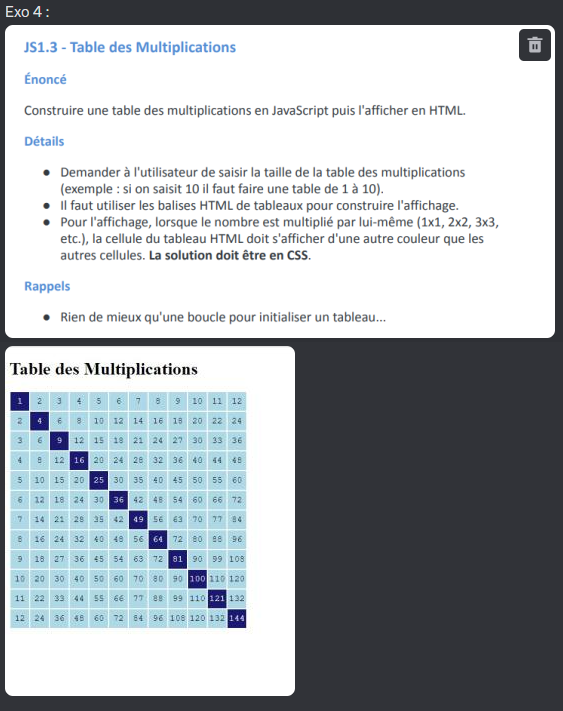 Exo 4 :
JS1.3 - Table des Multiplications
Énoncé
Construire une table des multiplications en JavaScript puis l'afficher en HTML.
Détails
● Demander à l'utilisateur de saisir la taille de la table des multiplications
(exemple : si on saisit 10 il faut faire une table de 1 à 10).
● Il faut utiliser les balises HTML de tableaux pour construire l'affichage.
● Pour l'affichage, lorsque le nombre est multiplié par lui-même (1x1, 2x2, 3x3,
etc.), la cellule du tableau HTML doit s'afficher d'une autre couleur que les
autres cellules. La solution doit être en CSS.
Rappels
● Rien de mieux qu'une boucle pour initialiser un tableau...
Table des Multiplications
1 2 3 4 5 6 7 8 9 10 11 12
2 4 6 8 10 12 14 16 18 20 22 24
3 6 9 12 15 18 21 24 27 30 33 36
4 8 12 16 20 24 28 32 36 40 44 48
5 10 15 20 25 30 35 40 45 50 55 60
6 12 18 24 30 36 42 48 54 60 66 72
7 14 21 28 35 42 49 56 63 70 77 84
8 16 24 32 40 48 56 64 72 80 88 96
9 18 27 36 45 54 63 72 81 90 99 108
10 20 30 40 50 60 70 80 90 100 110 120
11 22 33 44 55 66 77 88 99 110 121 132
12 24 36 48 60 72 84 96 108 120 132 144